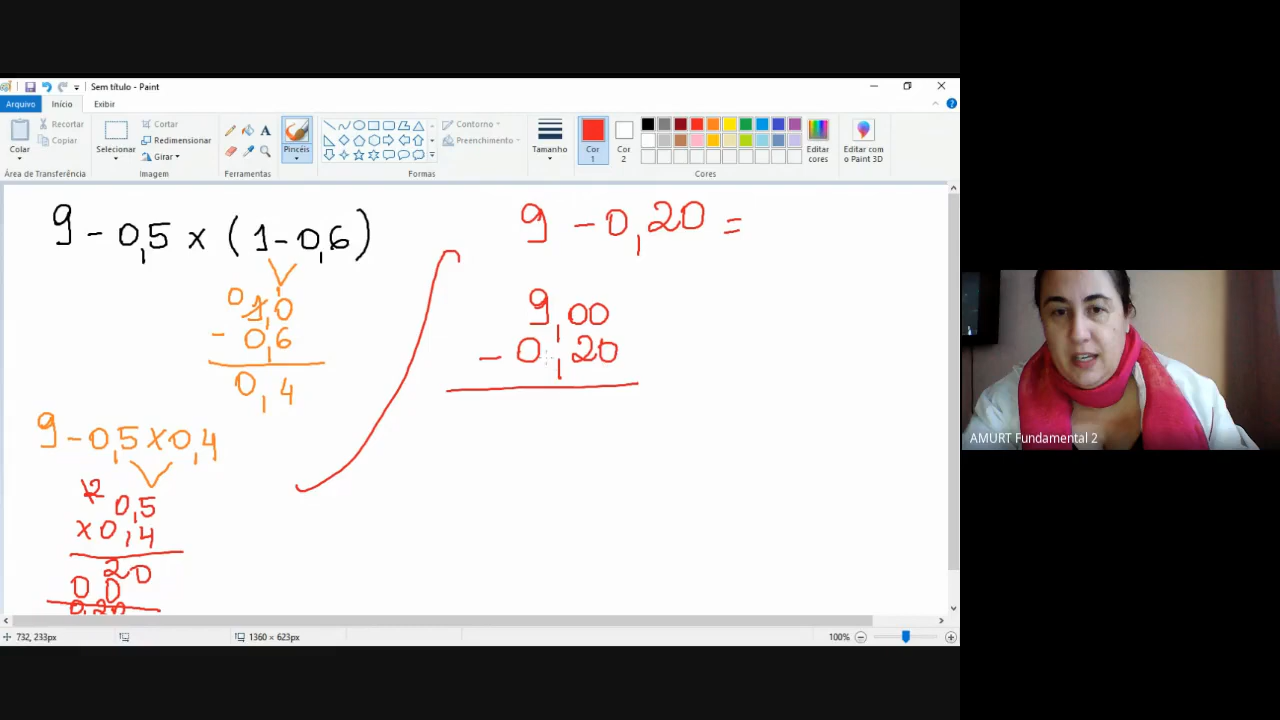 Sem título - Paint
Arquivo Início Exibir
Colar
Recortar
Copiar
Área de Transferência
Selecionar
Cortar
Redimensionar
Girar
Imagem
A
Ferramentas
Pincéis
Contorno
Preenchimento
Formas
Tamanho
Cor 1
Cor 2
Editar cores
Cores
Editar com o Paint 3D
9 - 0,5 x (1 - 0,6)
0 1,0
- 0,6
0,4
9 - 0,5 x 0,4
12
0,5
x 0,4
20
0 0
0,20
9 - 0,20 =
9,00
- 0,20
AMURT Fundamental 2
732, 233px
1360 × 623px
100%